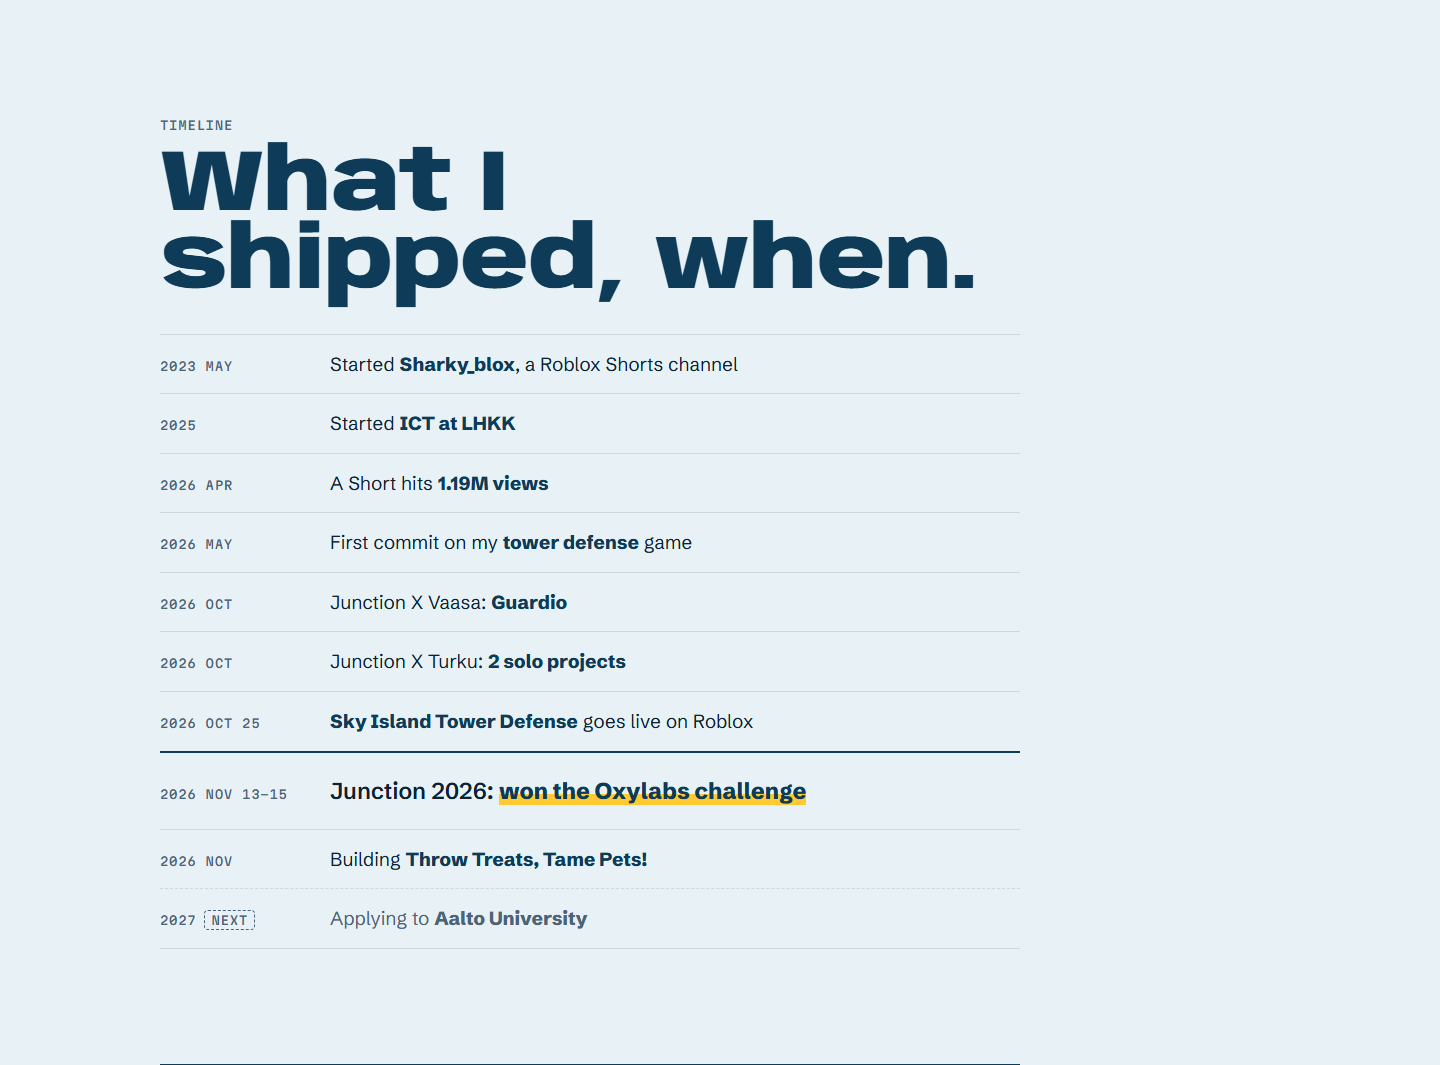 TIMELINE
What I
shipped, when.
2023 MAY Started Sharky_blox, a Roblox Shorts channel
2025 Started ICT at LHKK
2026 APR A Short hits 1.19M views
2026 MAY First commit on my tower defense game
2026 OCT Junction X Vaasa: Guardio
2026 OCT Junction X Turku: 2 solo projects
2026 OCT 25 Sky Island Tower Defense goes live on Roblox
2026 NOV 13–15 Junction 2026: won the Oxylabs challenge
2026 NOV Building Throw Treats, Tame Pets!
2027 NEXT Applying to Aalto University